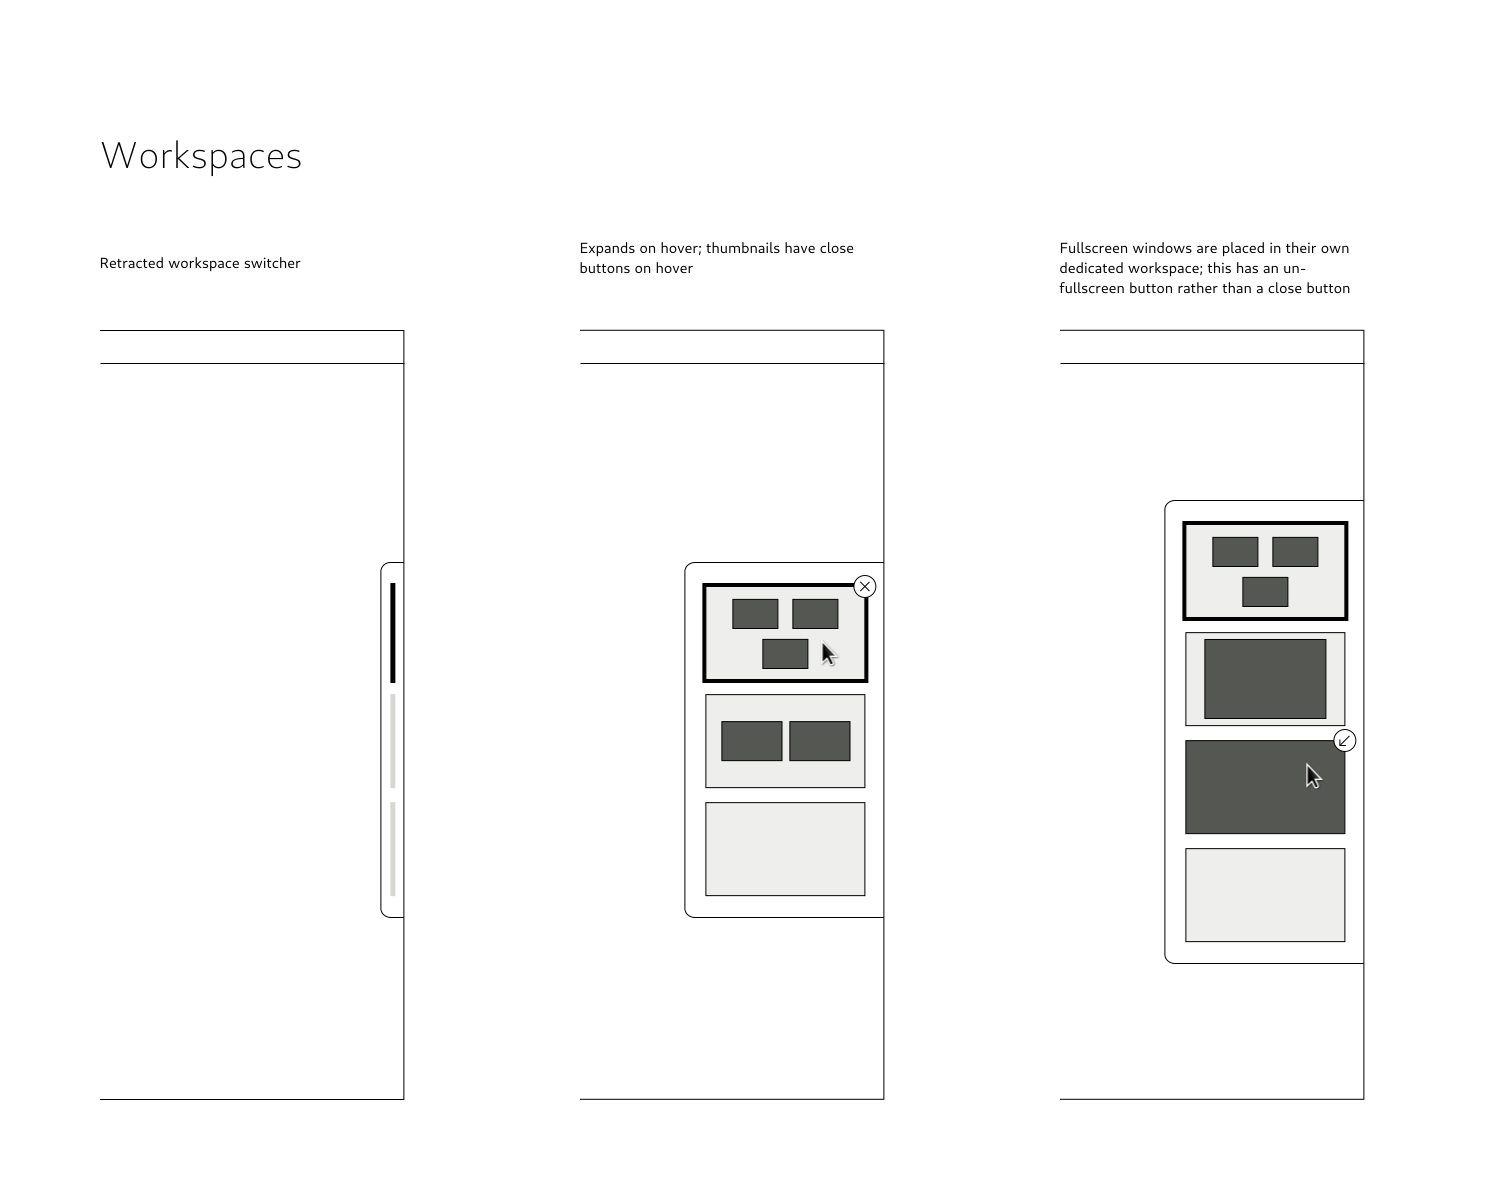 Workspaces
Retracted workspace switcher
Expands on hover; thumbnails have close
buttons on hover
Fullscreen windows are placed in their own
dedicated workspace; this has an un-
fullscreen button rather than a close button